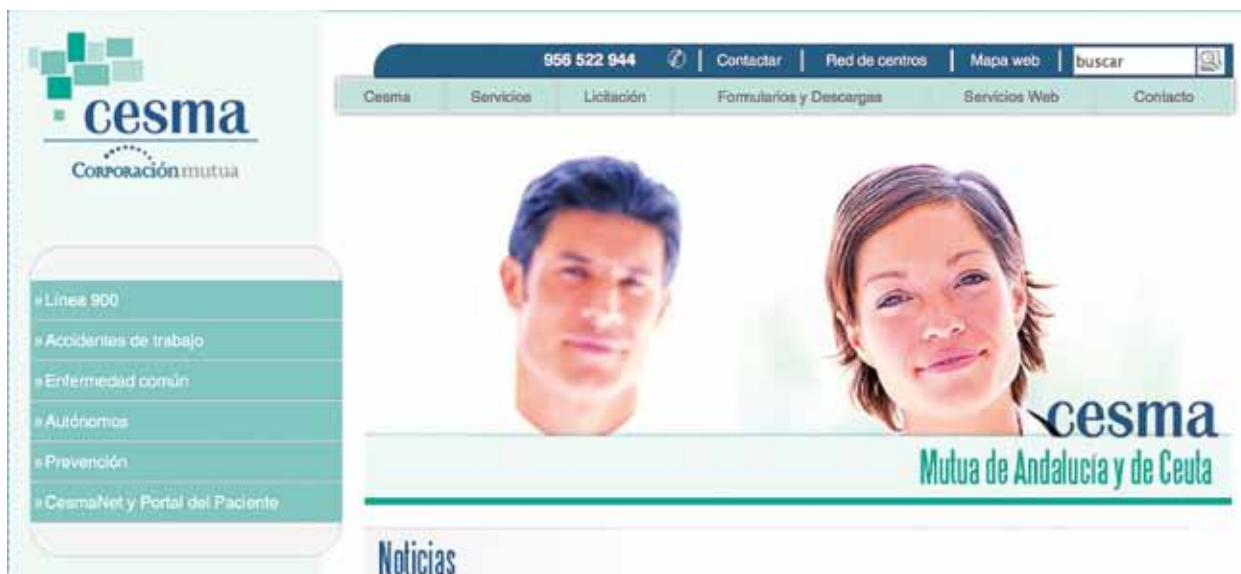 cesma
CORPORACIÓN mutua
956 522 944 | Contactar | Red de centros | Mapa web | buscar
Cesma Servicios Licitación Formularios y Descargas Servicios Web Contacto
» Línea 900
» Accidentes de trabajo
» Enfermedad común
» Autónomos
» Prevención
» CesmaNet y Portal del Paciente
cesma
Mutua de Andalucía y de Ceuta
Noticias